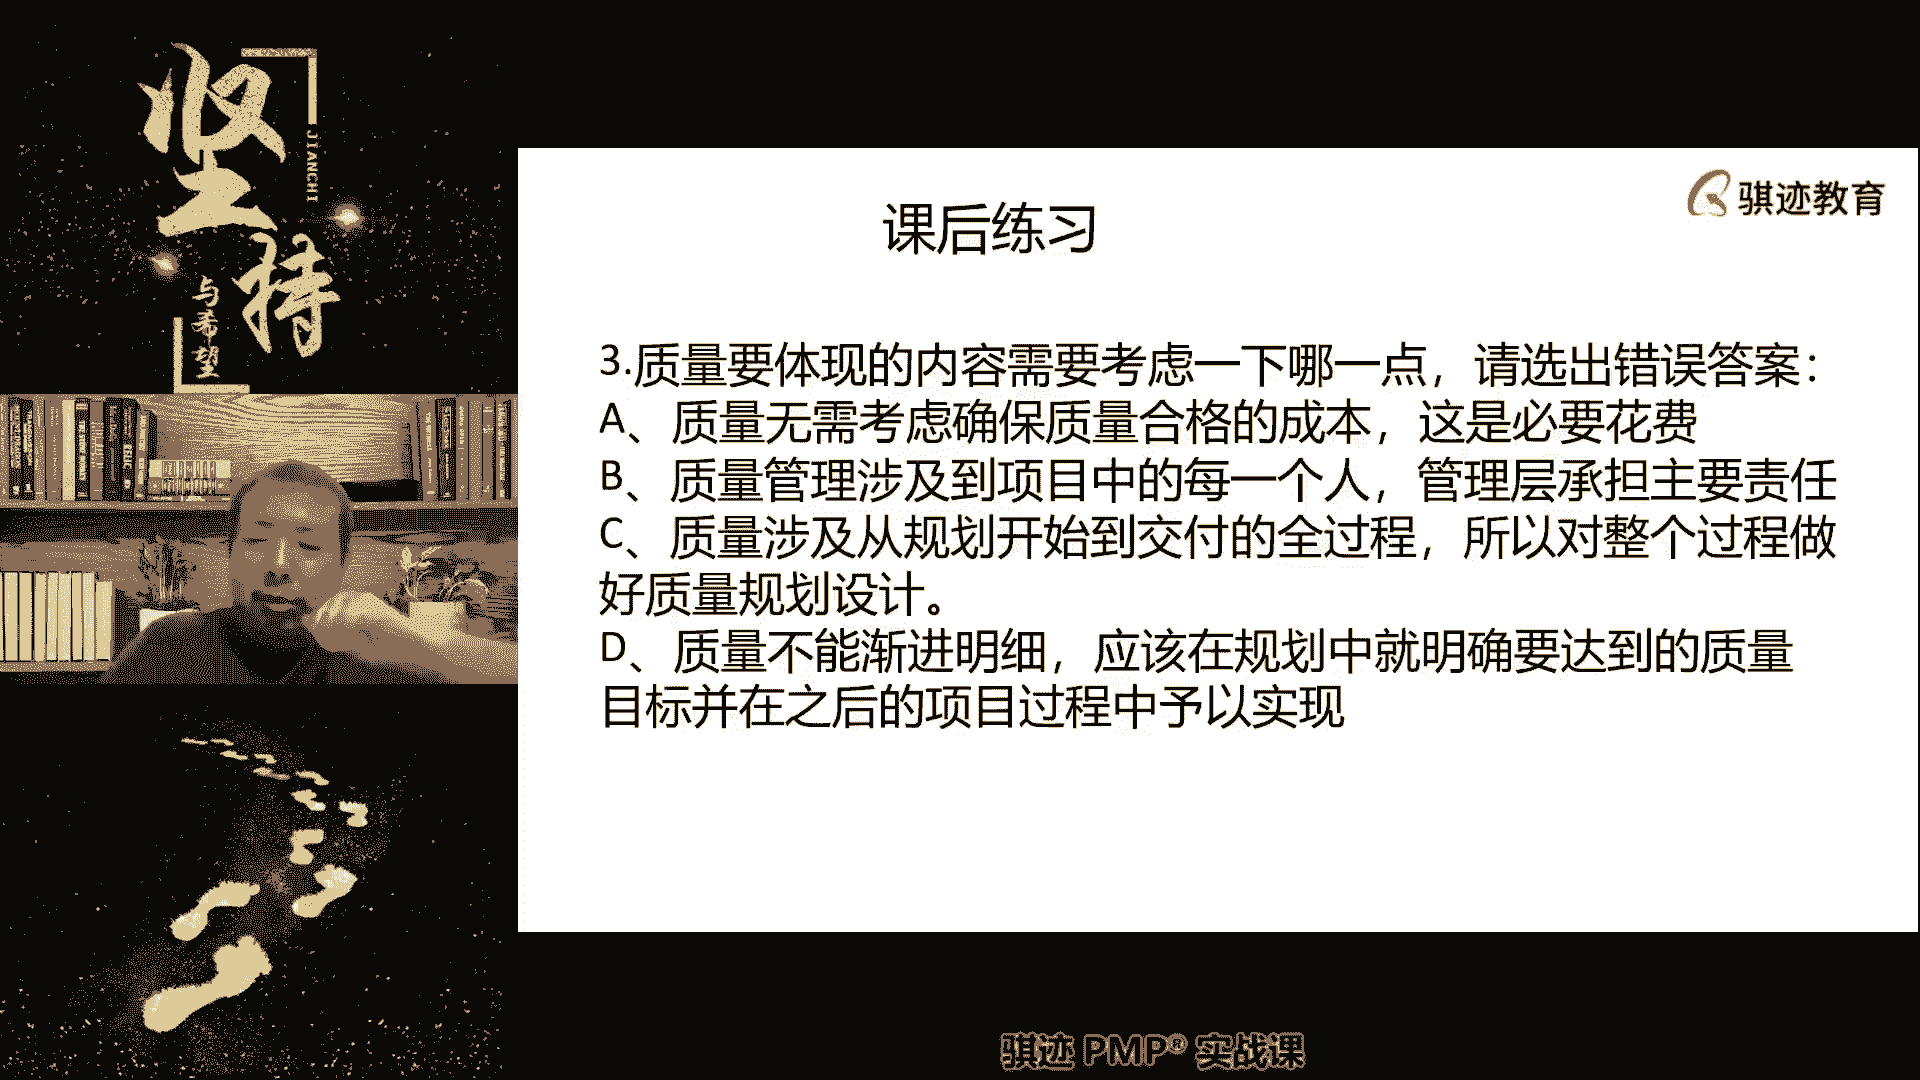 坚持
JIANCHI
与希望
骐迹教育
课后练习
3.质量要体现的内容需要考虑一下哪一点，请选出错误答案：
A、质量无需考虑确保质量合格的成本，这是必要花费
B、质量管理涉及到项目中的每一个人，管理层承担主要责任
C、质量涉及从规划开始到交付的全过程，所以对整个过程做
好质量规划设计。
D、质量不能渐进明细，应该在规划中就明确要达到的质量
目标并在之后的项目过程中予以实现
骐迹 PMP® 实战课